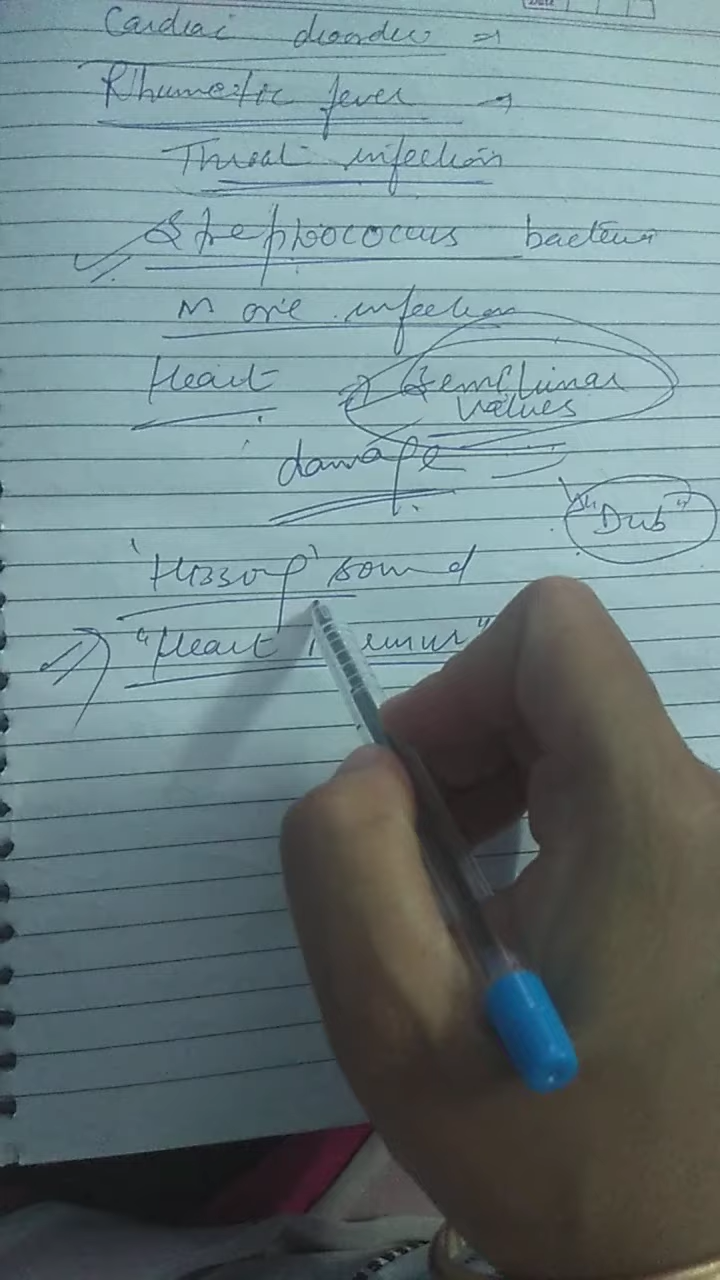 Cardiac disorder ⇒
Rhumetic fever →
Throat infection
Streptococcus bacteria
More infection
Heart ⇒ Semilunar
valves
damage
"Dub"
'Hissing' sound
"Heart